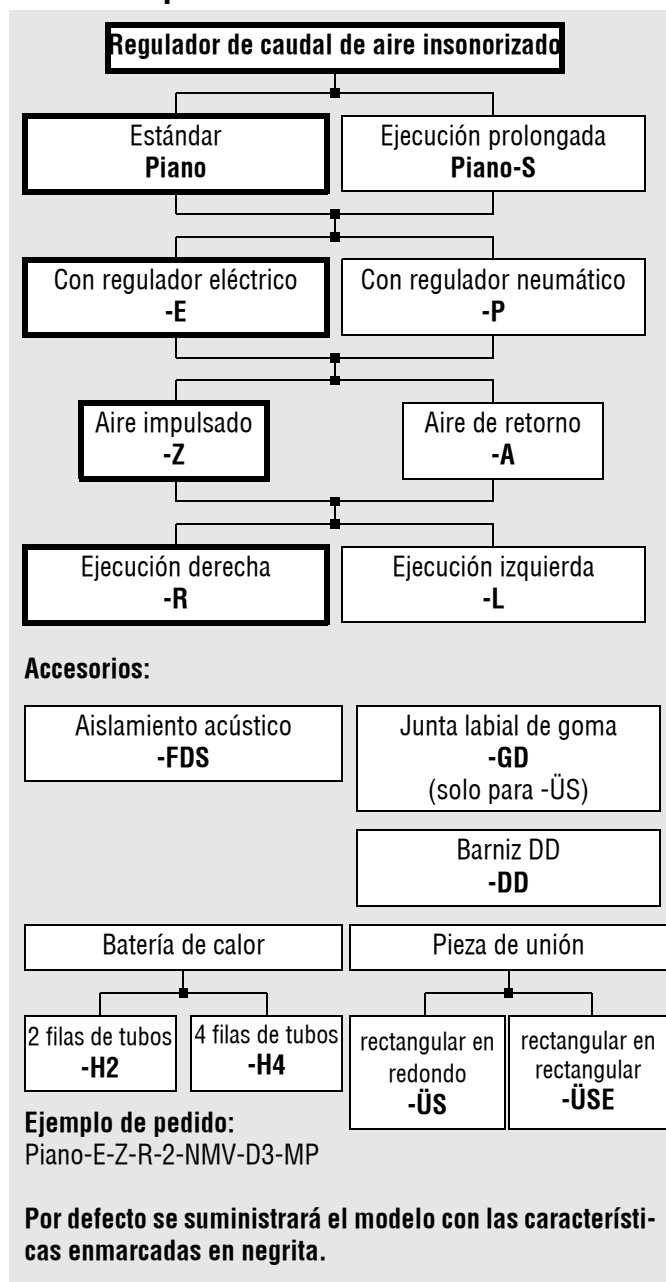 Regulador de caudal de aire insonorizado
Estándar
Piano
Ejecución prolongada
Piano-S
Con regulador eléctrico
-E
Con regulador neumático
-P
Aire impulsado
-Z
Aire de retorno
-A
Ejecución derecha
-R
Ejecución izquierda
-L
Accesorios:
Aislamiento acústico
-FDS
Junta labial de goma
-GD
(solo para -ÜS)
Barniz DD
-DD
Batería de calor
Pieza de unión
2 filas de tubos
-H2
4 filas de tubos
-H4
rectangular en
redondo
-ÜS
rectangular en
rectangular
-ÜSE
Ejemplo de pedido:
Piano-E-Z-R-2-NMV-D3-MP
Por defecto se suministrará el modelo con las característi-
cas enmarcadas en negrita.